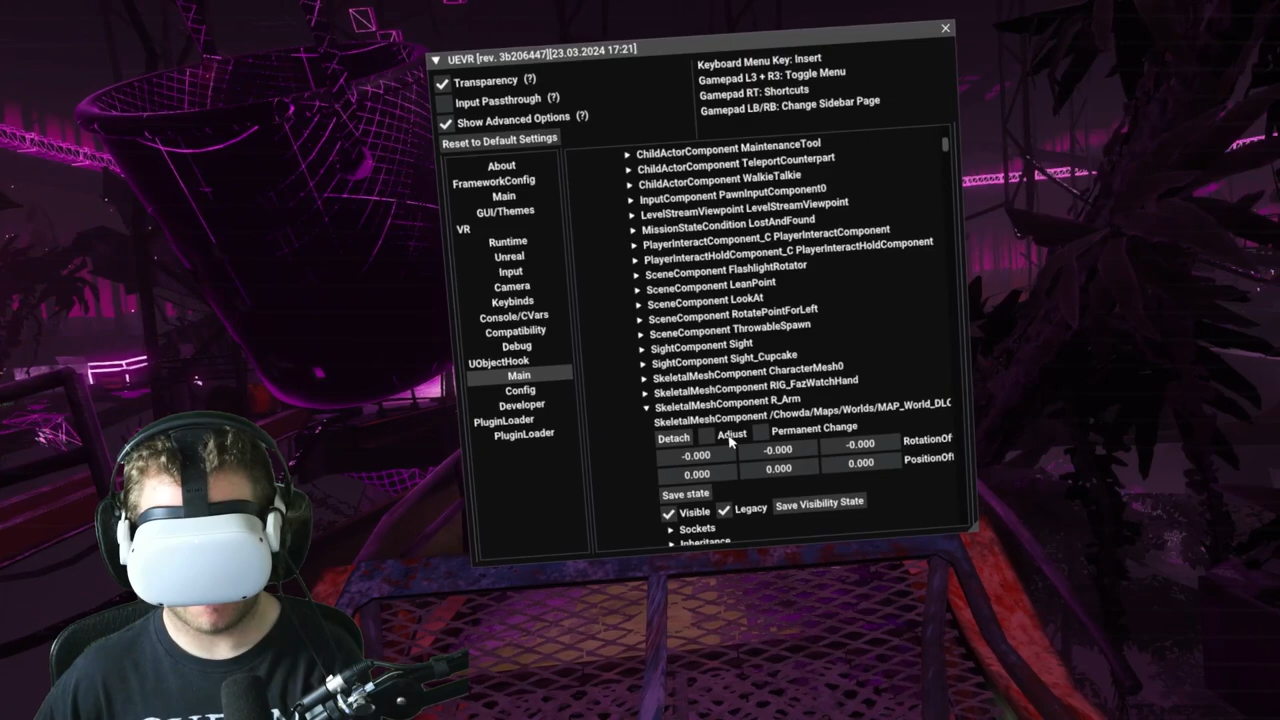 UEVR [rev. 3b206447][23.03.2024 17:21]
Transparency (?)
Input Passthrough (?)
Show Advanced Options (?)
Reset to Default Settings
Keyboard Menu Key: Insert
Gamepad L3 + R3: Toggle Menu
Gamepad RT: Shortcuts
Gamepad LB/RB: Change Sidebar Page
About
FrameworkConfig
Main
GUI/Themes
VR
Runtime
Unreal
Input
Camera
Keybinds
Console/CVars
Compatibility
Debug
UObjectHook
Main
Config
Developer
PluginLoader
PluginLoader
ChildActorComponent MaintenanceTool
ChildActorComponent TeleportCounterpart
ChildActorComponent WalkieTalkie
InputComponent PawnInputComponent0
LevelStreamViewpoint LevelStreamViewpoint
MissionStateCondition LostAndFound
PlayerInteractComponent_C PlayerInteractComponent
PlayerInteractHoldComponent_C PlayerInteractHoldComponent
SceneComponent FlashlightRotator
SceneComponent LeanPoint
SceneComponent LookAt
SceneComponent RotatePointForLeft
SceneComponent ThrowableSpawn
SightComponent Sight
SightComponent Sight_Cupcake
SkeletalMeshComponent CharacterMesh0
SkeletalMeshComponent RIG_FazWatchHand
SkeletalMeshComponent R_Arm
SkeletalMeshComponent /Chowda/Maps/Worlds/MAP_World_DLC
Detach Adjust Permanent Change
-0.000 -0.000 -0.000 RotationOf
0.000 0.000 0.000 PositionOf
Save state
Visible Legacy Save Visibility State
Sockets
Inheritance